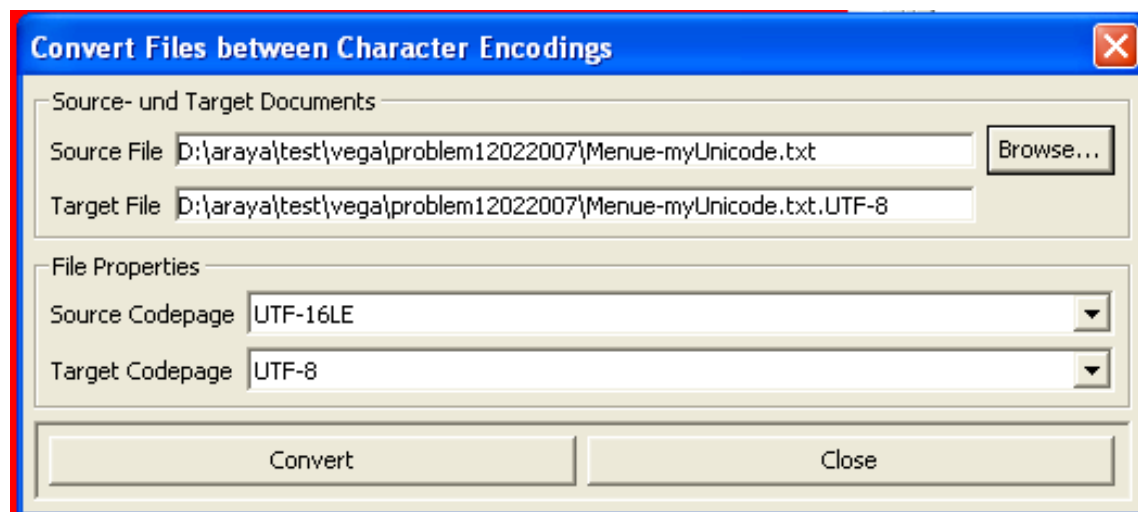 Convert Files between Character Encodings
Source- und Target Documents
Source File D:\araya\test\vega\problem12022007\Menue-myUnicode.txt Browse...
Target File D:\araya\test\vega\problem12022007\Menue-myUnicode.txt.UTF-8
File Properties
Source Codepage UTF-16LE
Target Codepage UTF-8
Convert Close